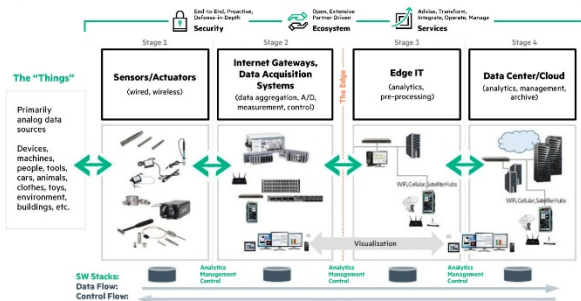 End-to-End, Proactive,
Defense-in-Depth
Security
Open, Extensive
Partner Driven
Ecosystem
Advise, Transform,
Integrate, Operate, Manage
Services
Stage 1
Stage 2
Stage 3
Stage 4
The "Things"
Primarily
analog data
sources
Devices,
machines,
people, tools,
cars, animals,
clothes, toys,
environment,
buildings, etc.
Sensors/Actuators
(wired, wireless)
Internet Gateways,
Data Acquisition
Systems
(data aggregation, A/D,
measurement, control)
The Edge
Edge IT
(analytics,
pre-processing)
Data Center/Cloud
(analytics, management,
archive)
WiFi, Cellular, Satellite Hubs
WiFi, Cellular, Satellite Hubs
Visualization
SW Stacks:
Data Flow:
Control Flow:
Analytics
Management
Control
Analytics
Management
Control
Analytics
Management
Control